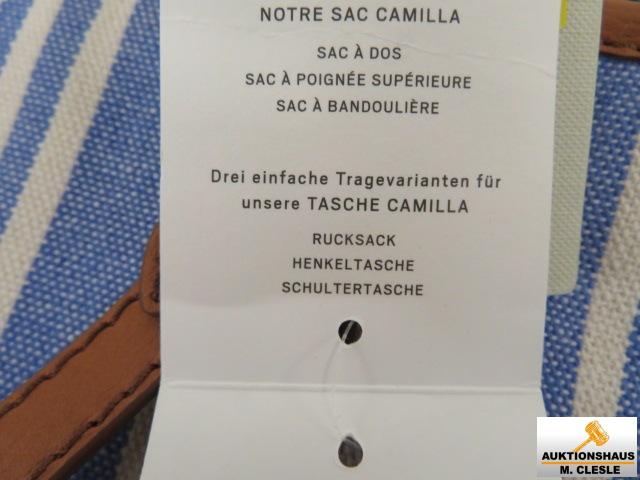 NOTRE SAC CAMILLA
SAC À DOS
SAC À POIGNÉE SUPÉRIEURE
SAC À BANDOULIÈRE
Drei einfache Tragevarianten für
unsere TASCHE CAMILLA
RUCKSACK
HENKELTASCHE
SCHULTERTASCHE
AUKTIONSHAUS
M. CLESLE